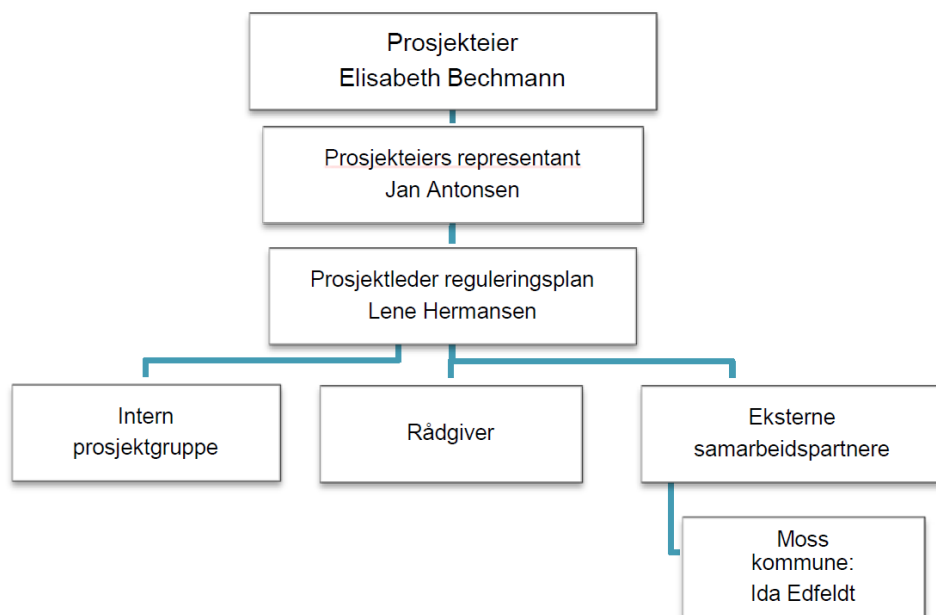 Prosjekteier
Elisabeth Bechmann
Prosjekteiers representant
Jan Antonsen
Prosjektleder reguleringsplan
Lene Hermansen
Intern
prosjektgruppe
Rådgiver
Eksterne
samarbeidspartnere
Moss
kommune:
Ida Edfeldt